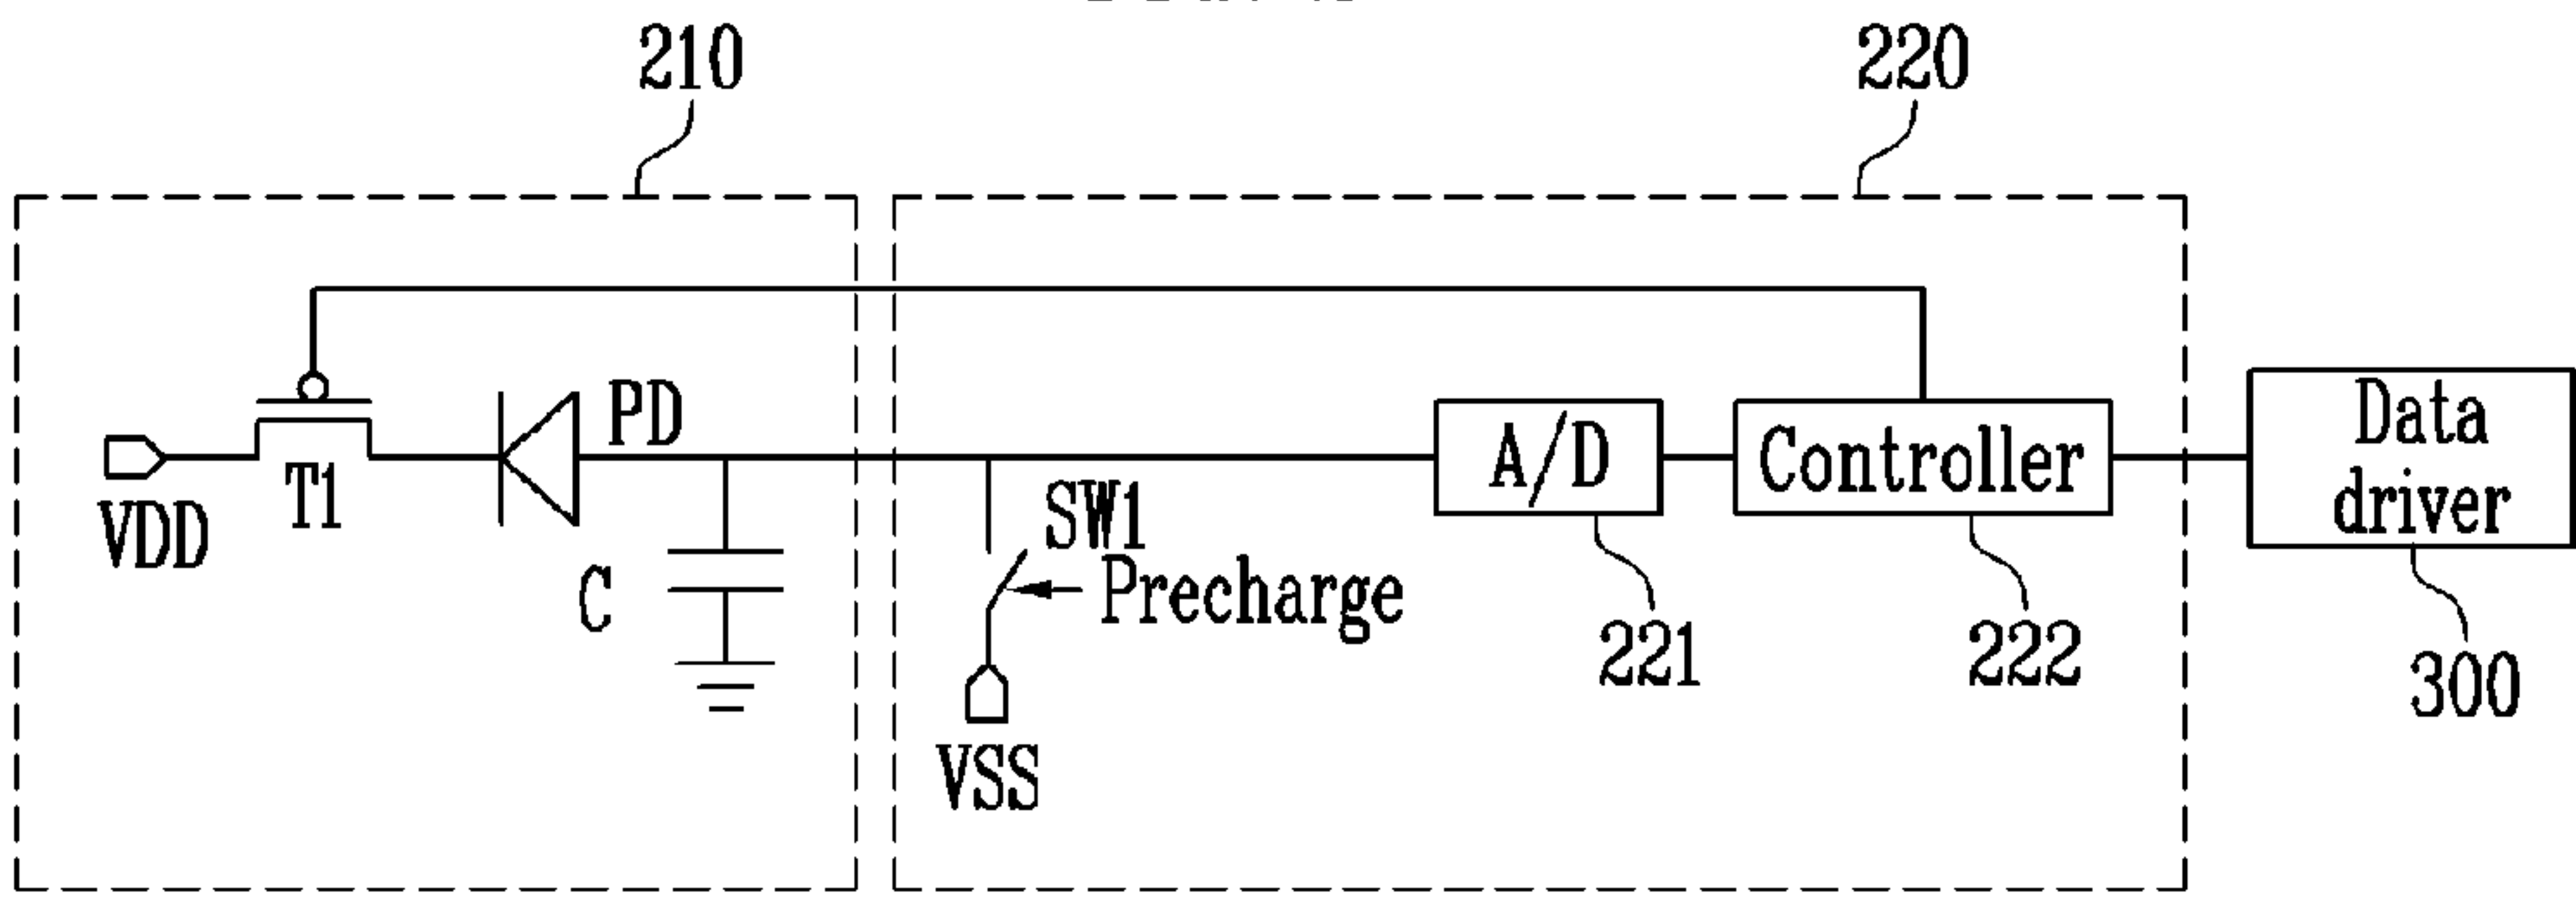 210
220
VDD
T1
PD
C
SW1
Precharge
VSS
A/D
Controller
221
222
Data
driver
300